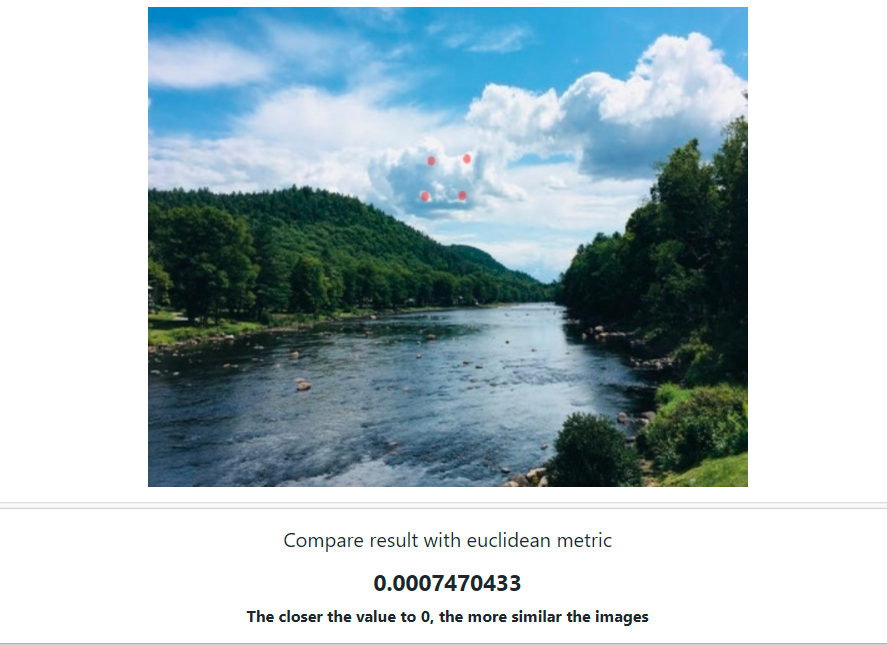 Compare result with euclidean metric
0.0007470433
The closer the value to 0, the more similar the images